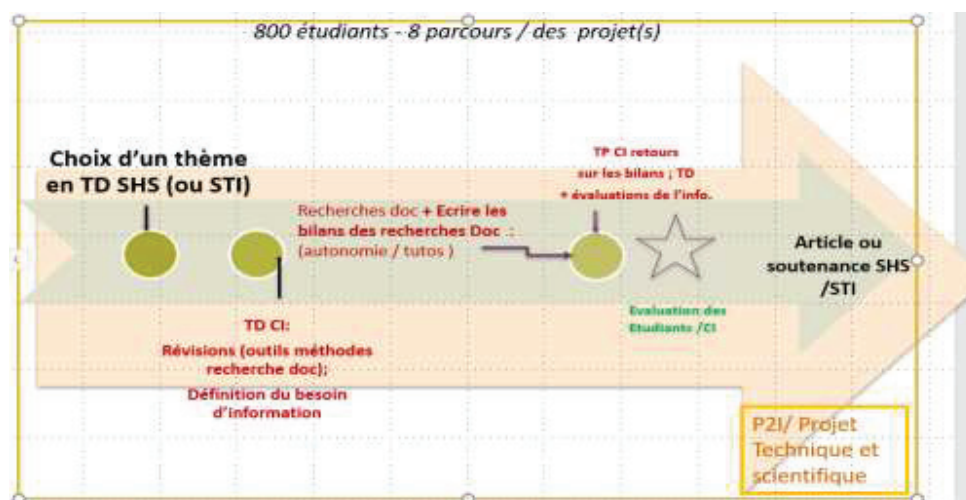 800 étudiants - 8 parcours / des projet(s)
Choix d'un thème
en TD SHS (ou STI)
TP CI retours
sur les bilans ; TD
+ évaluations de l'info.
Recherches doc + Ecrire les
bilans des recherches Doc :
(autonomie / tutos )
Article ou
soutenance SHS
/STI
TD CI:
Révisions (outils méthodes
recherche doc);
Définition du besoin
d'information
Evaluation des
Etudiants /CI
P2I/ Projet
Technique et
scientifique